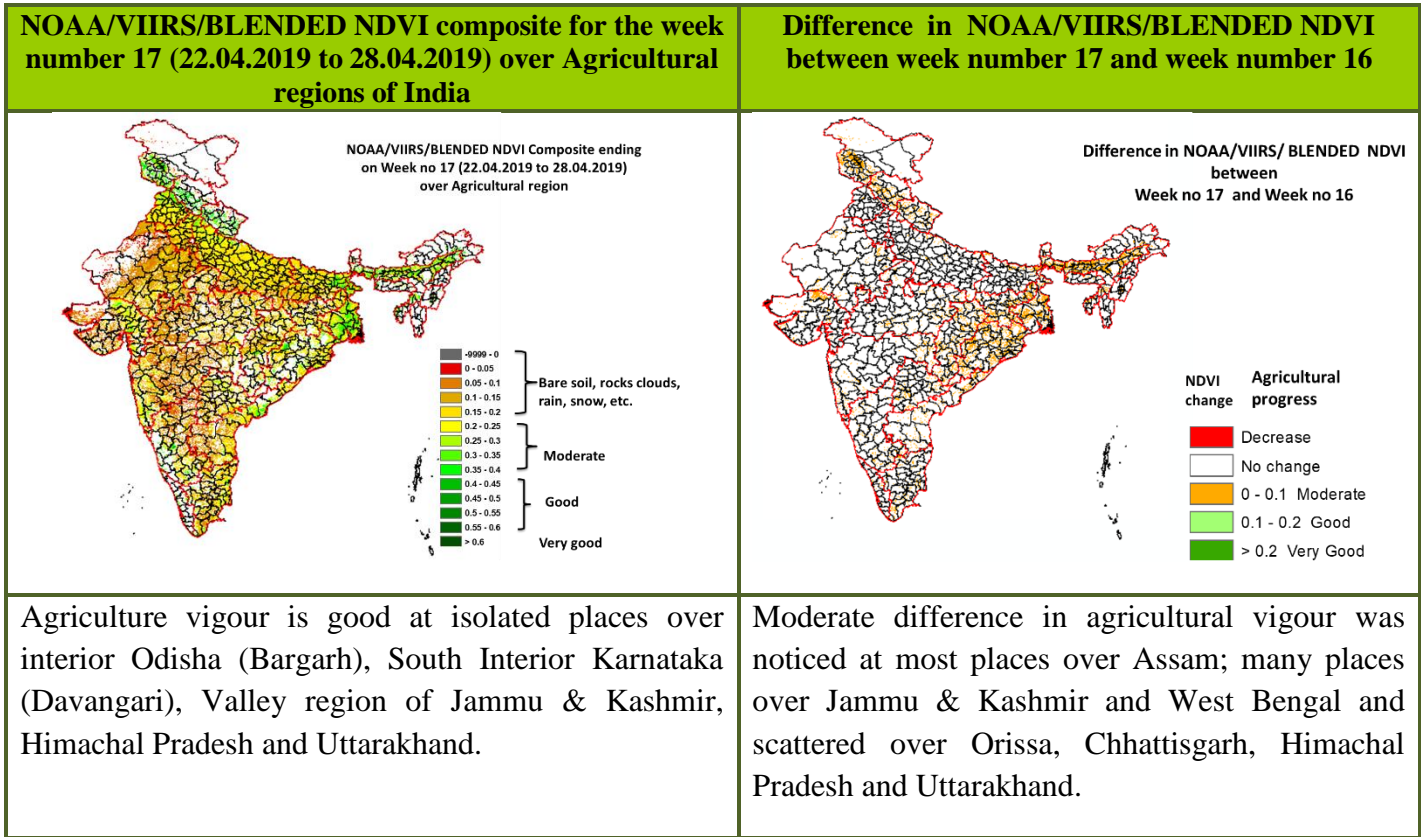 NOAA/VIIRS/BLENDED NDVI composite for the week
number 17 (22.04.2019 to 28.04.2019) over Agricultural
regions of India
Difference in NOAA/VIIRS/BLENDED NDVI
between week number 17 and week number 16
NOAA/VIIRS/BLENDED NDVI Composite ending
on Week no 17 (22.04.2019 to 28.04.2019)
over Agricultural region
-9999 - 0
0 - 0.05
0.05 - 0.1
0.1 - 0.15
0.15 - 0.2
0.2 - 0.25
0.25 - 0.3
0.3 - 0.35
0.35 - 0.4
0.4 - 0.45
0.45 - 0.5
0.5 - 0.55
0.55 - 0.6
> 0.6
Bare soil, rocks clouds,
rain, snow, etc.
Moderate
Good
Very good
Difference in NOAA/VIIRS/ BLENDED NDVI
between
Week no 17 and Week no 16
NDVI
change
Agricultural
progress
Decrease
No change
0 - 0.1 Moderate
0.1 - 0.2 Good
> 0.2 Very Good
Agriculture vigour is good at isolated places over
interior Odisha (Bargarh), South Interior Karnataka
(Davangari), Valley region of Jammu & Kashmir,
Himachal Pradesh and Uttarakhand.
Moderate difference in agricultural vigour was
noticed at most places over Assam; many places
over Jammu & Kashmir and West Bengal and
scattered over Orissa, Chhattisgarh, Himachal
Pradesh and Uttarakhand.